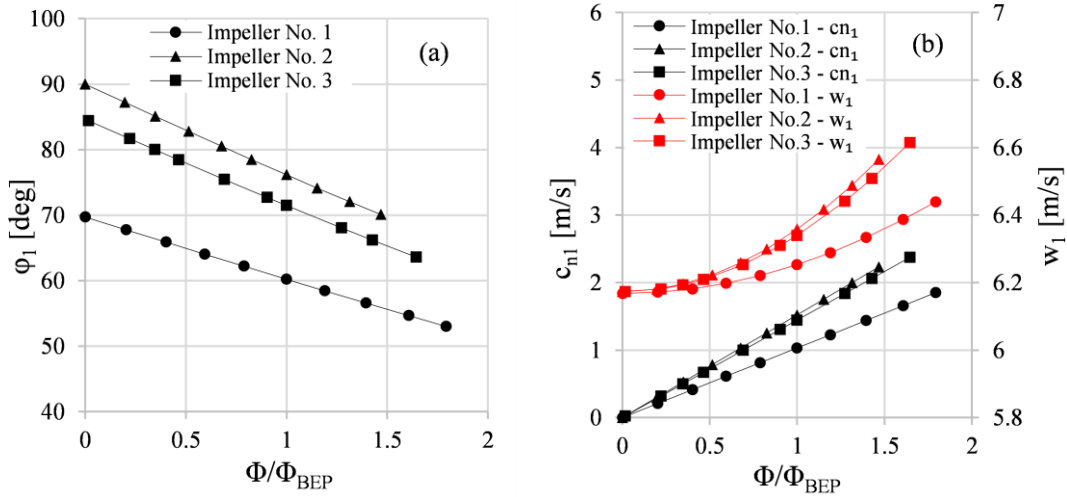 100
90
80
70
60
50
40
φ₁ [deg]
Impeller No. 1
Impeller No. 2
Impeller No. 3
(a)
0
0.5
1
1.5
2
Φ/Φ_BEP
6
5
4
3
2
1
0
c_n1 [m/s]
Impeller No.1 - cn₁
Impeller No.2 - cn₁
Impeller No.3 - cn₁
Impeller No.1 - w₁
Impeller No.2 - w₁
Impeller No.3 - w₁
(b)
7
6.8
6.6
6.4
6.2
6
5.8
w₁ [m/s]
0
0.5
1
1.5
2
Φ/Φ_BEP